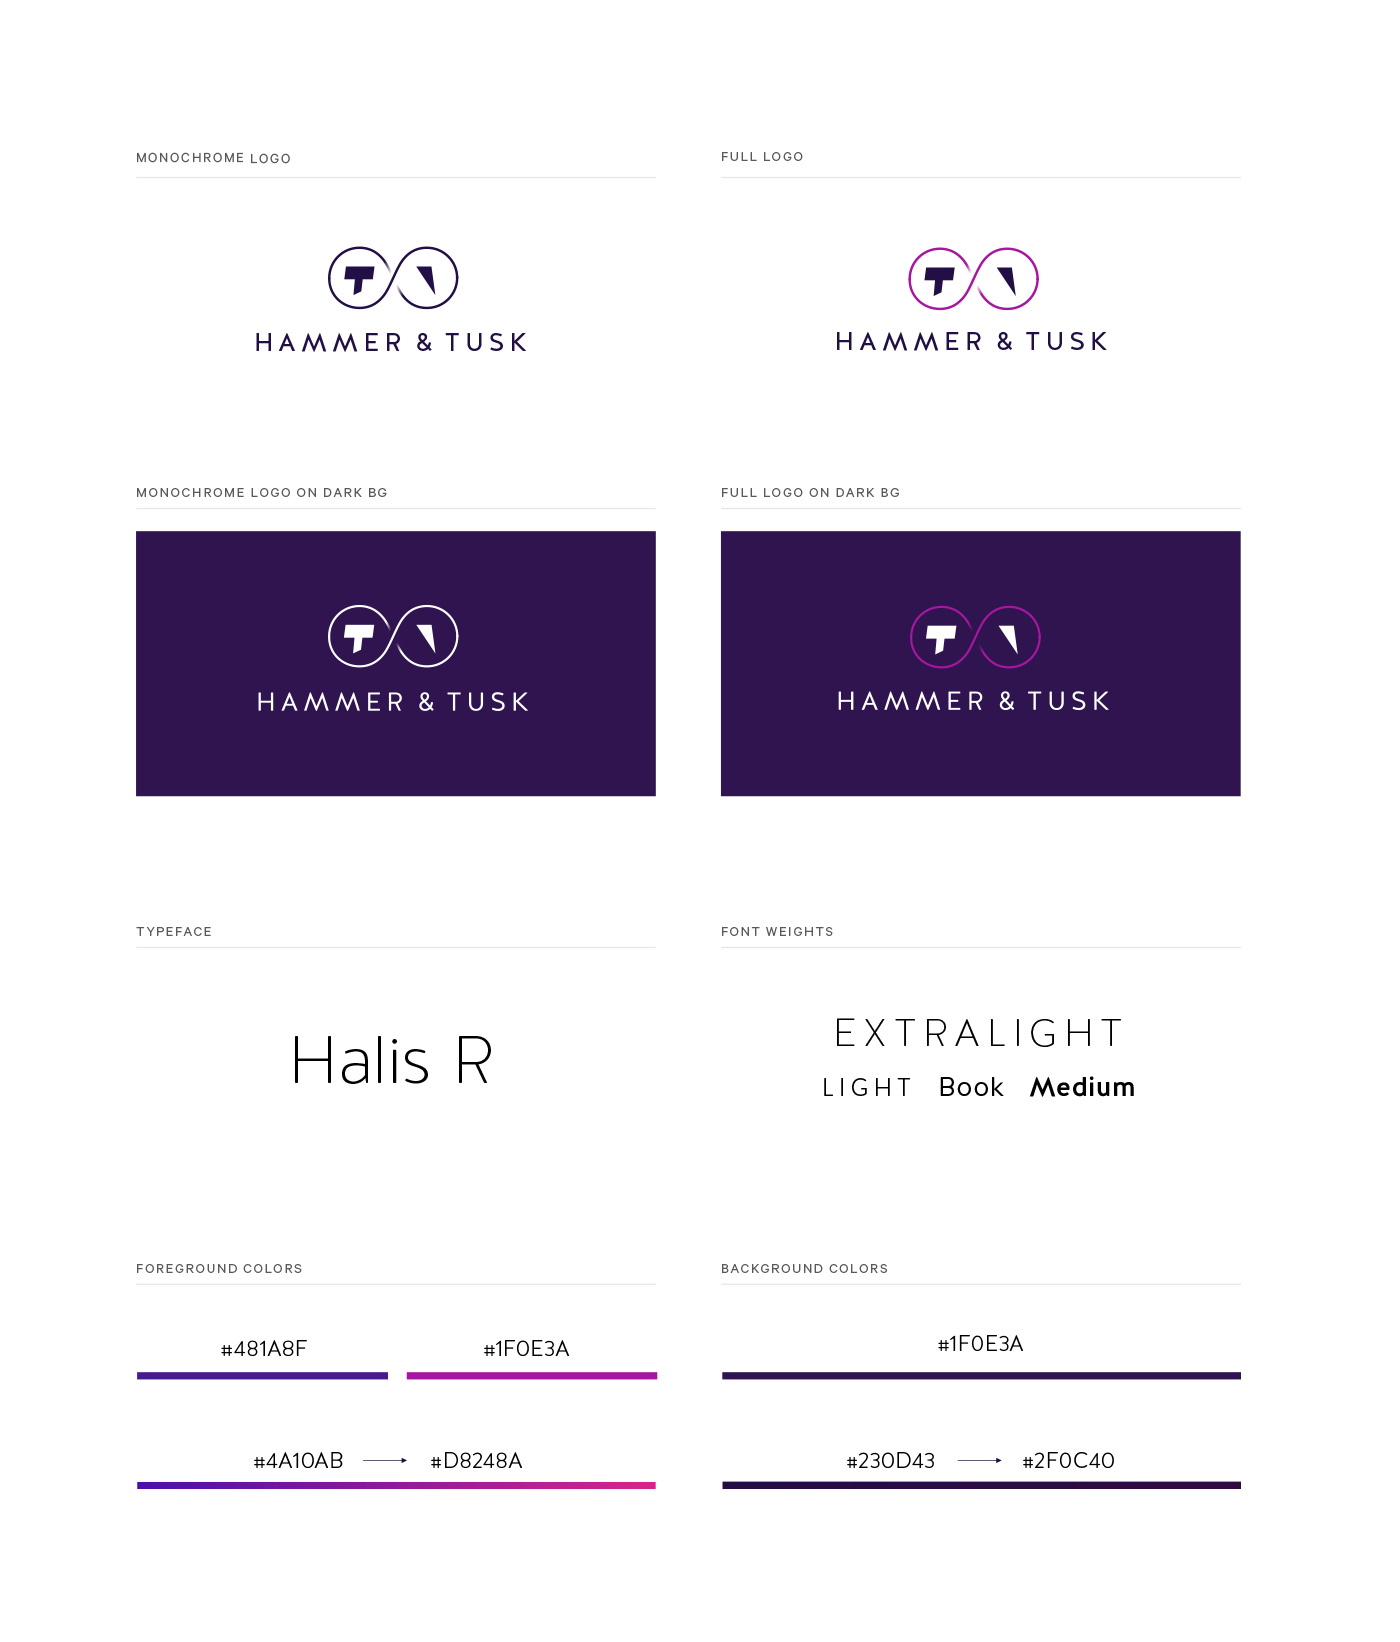 MONOCHROME LOGO
FULL LOGO
HAMMER & TUSK
HAMMER & TUSK
MONOCHROME LOGO ON DARK BG
FULL LOGO ON DARK BG
HAMMER & TUSK
HAMMER & TUSK
TYPEFACE
FONT WEIGHTS
Halis R
EXTRALIGHT
LIGHT Book Medium
FOREGROUND COLORS
BACKGROUND COLORS
#481A8F
#1F0E3A
#1F0E3A
#4A10AB → #D8248A
#230D43 → #2F0C40